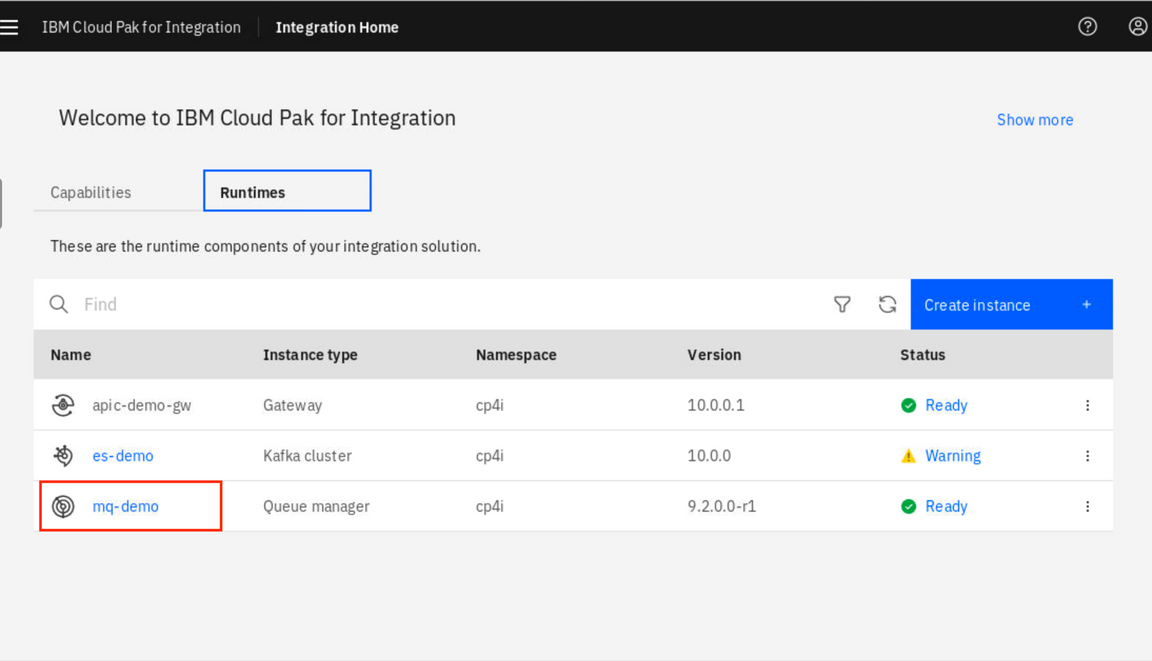 IBM Cloud Pak for Integration Integration Home
Welcome to IBM Cloud Pak for Integration Show more
Capabilities Runtimes
These are the runtime components of your integration solution.
Find Create instance +
Name Instance type Namespace Version Status
apic-demo-gw Gateway cp4i 10.0.0.1 Ready
es-demo Kafka cluster cp4i 10.0.0 Warning
mq-demo Queue manager cp4i 9.2.0.0-r1 Ready